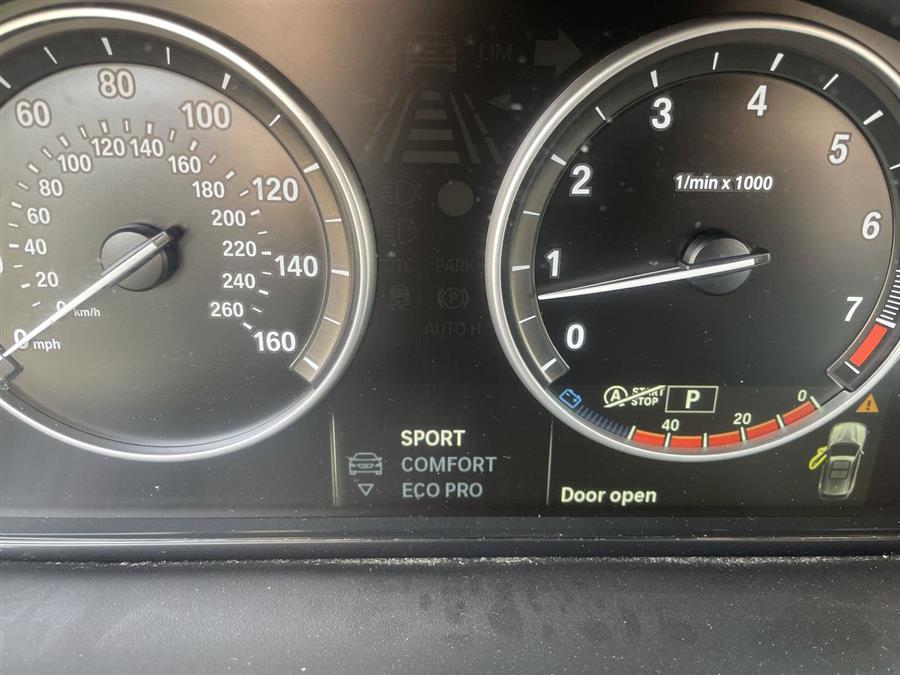 60
80
100
120
140
160
0 mph
20
40
60
80
100
120
140
160
180
200
220
240
260
0 km/h
LIM
DTC
PARK
P
AUTO H
0
1
2
3
4
5
6
7
1/min x 1000
A START
STOP
P
40
20
0
SPORT
COMFORT
ECO PRO
Door open